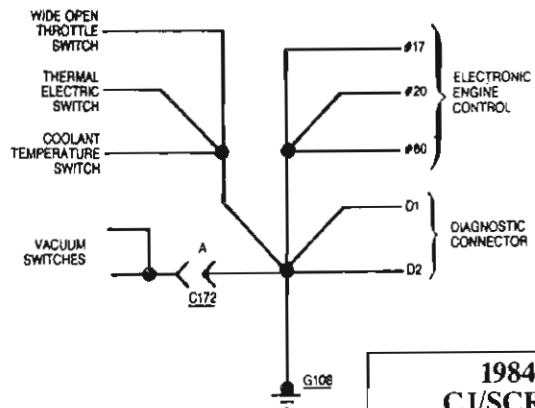 WIDE OPEN
THROTTLE
SWITCH
THERMAL
ELECTRIC
SWITCH
COOLANT
TEMPERATURE
SWITCH
VACUUM
SWITCHES
A
C172
#17
#20
#60
ELECTRONIC
ENGINE
CONTROL
D1
D2
DIAGNOSTIC
CONNECTOR
G108
1984